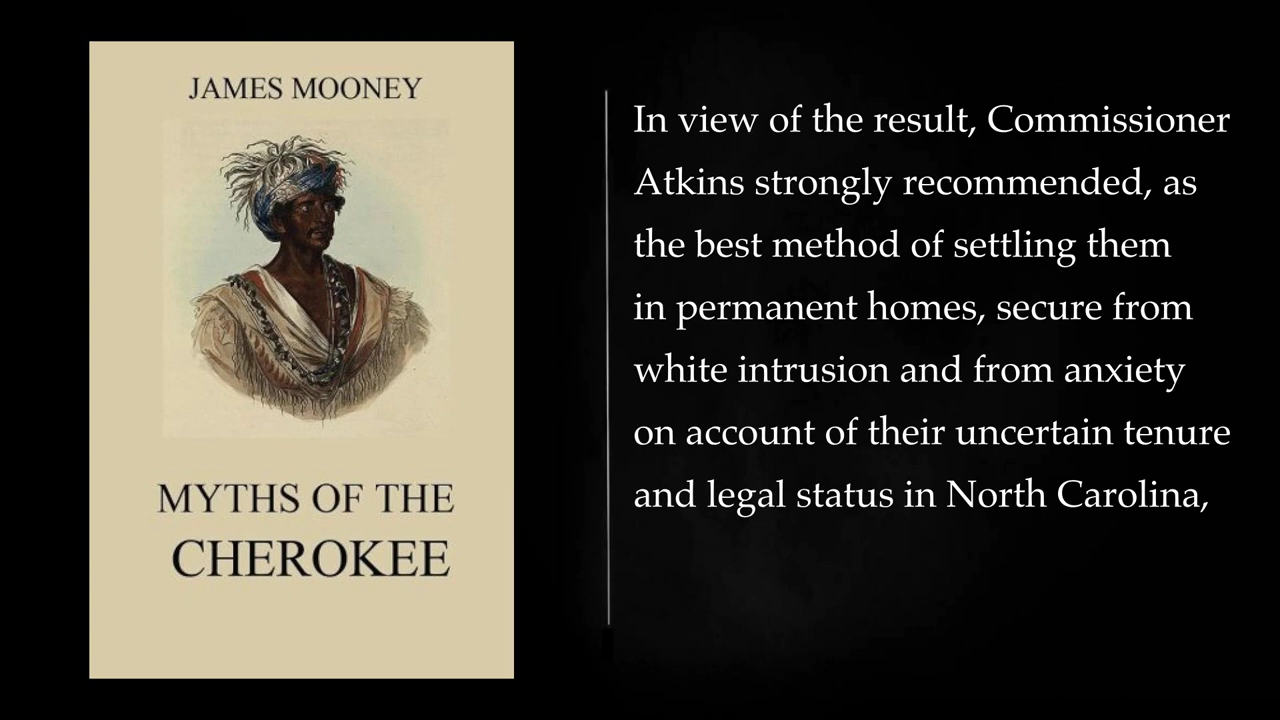 JAMES MOONEY
MYTHS OF THE
CHEROKEE
In view of the result, Commissioner
Atkins strongly recommended, as
the best method of settling them
in permanent homes, secure from
white intrusion and from anxiety
on account of their uncertain tenure
and legal status in North Carolina,